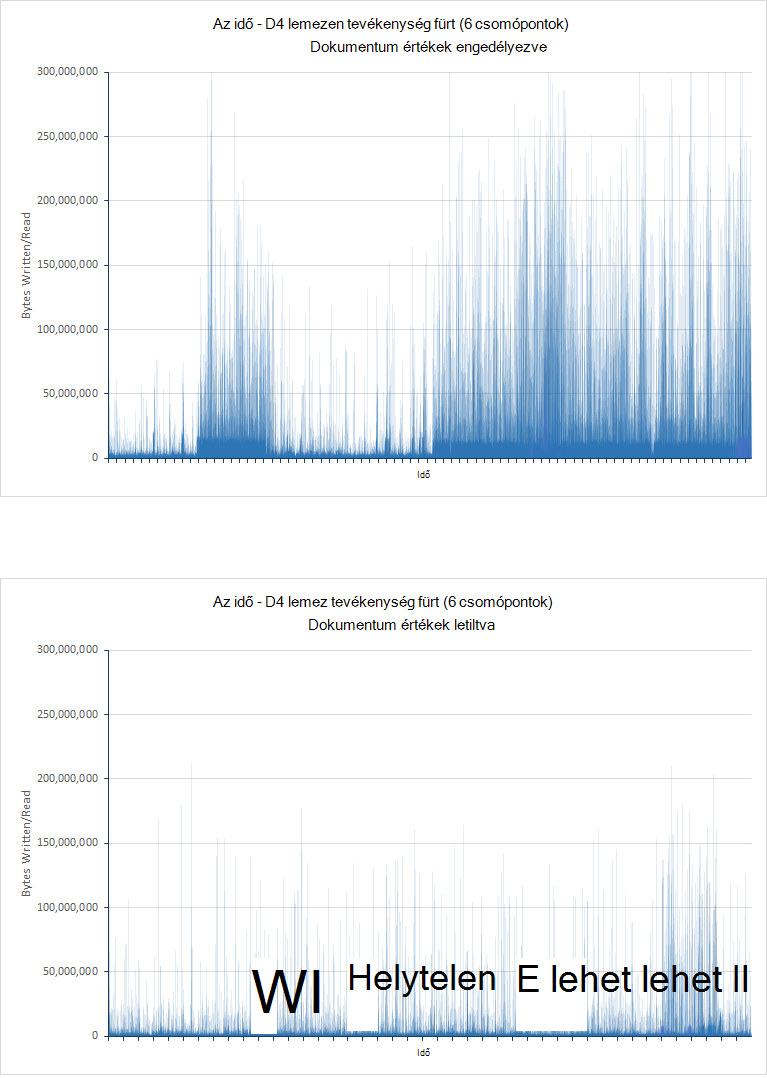 Az idő - D4 lemezen tevékenység fürt (6 csomópontok)
Dokumentum értékek engedélyezve
300,000,000
250,000,000
200,000,000
150,000,000
100,000,000
50,000,000
0
Bytes Written/Read
Idő
Az idő - D4 lemez tevékenység fürt (6 csomópontok)
Dokumentum értékek letiltva
300,000,000
250,000,000
200,000,000
150,000,000
100,000,000
50,000,000
0
Bytes Written/Read
WI
Helytelen
E lehet lehet II
Idő